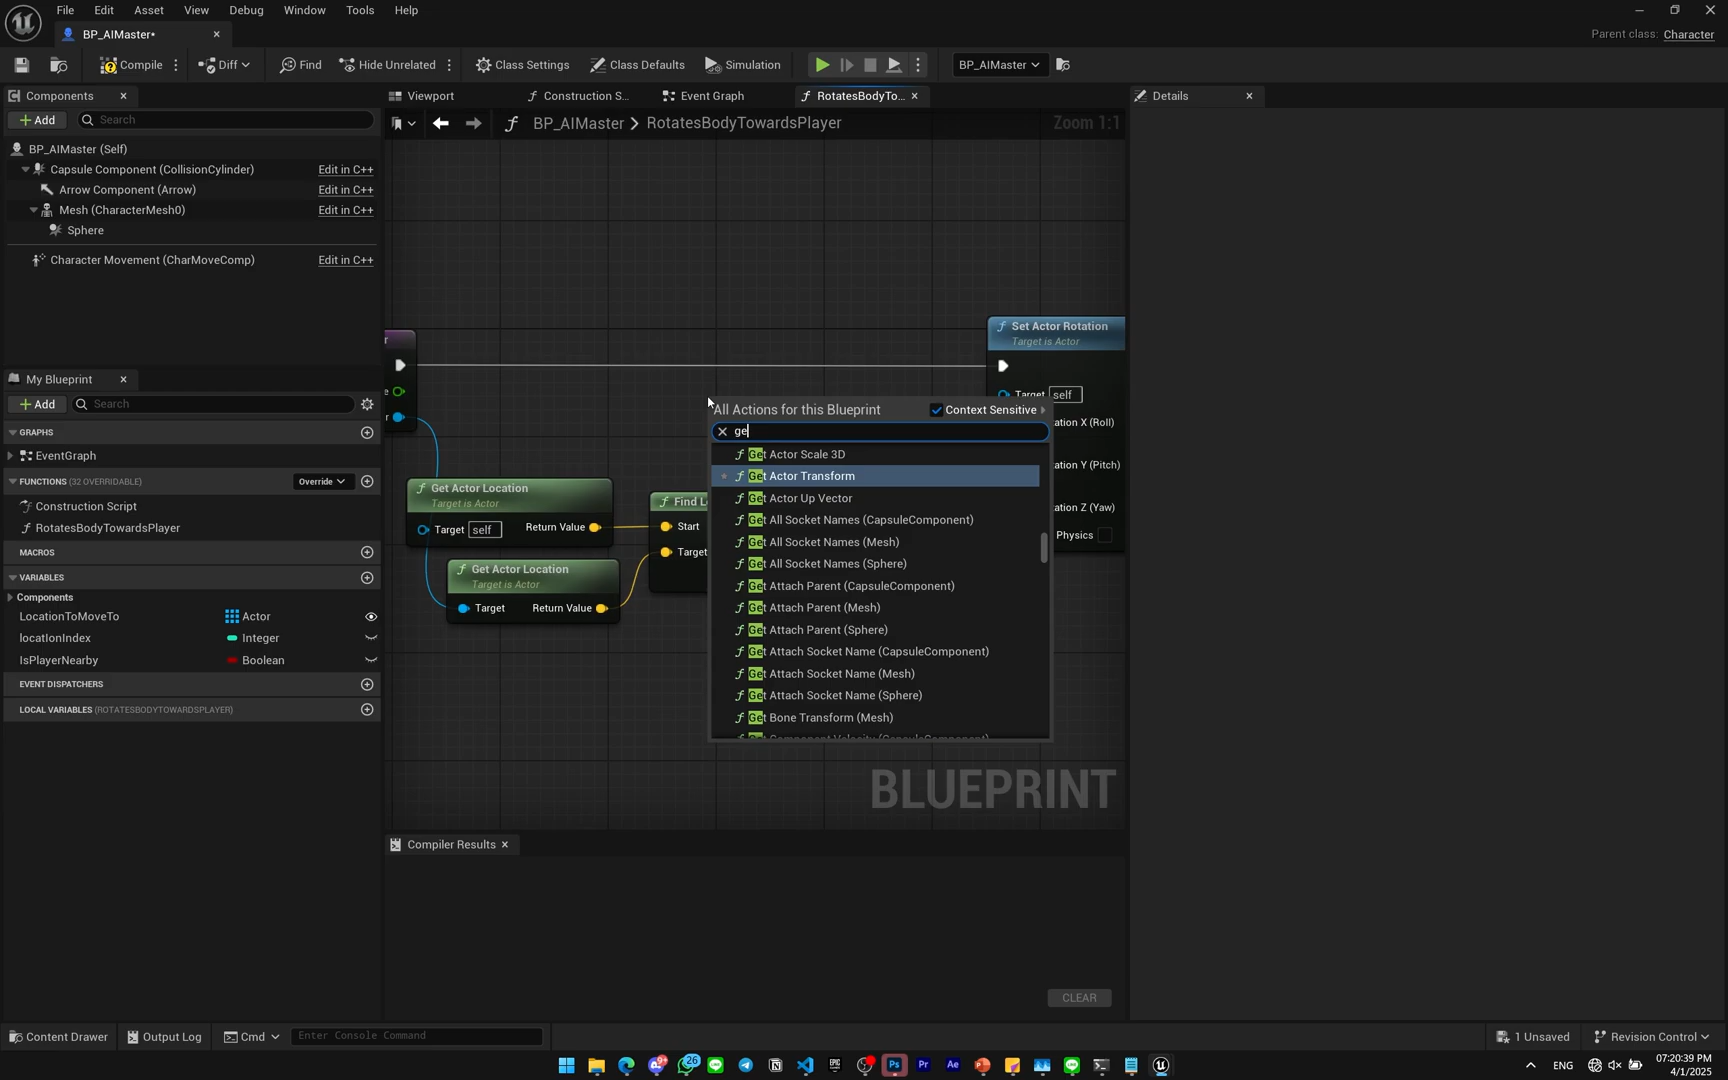 File Edit Asset View Debug Window Tools Help
BP_AIMaster*
Parent class: Character
Compile Diff Find Hide Unrelated Class Settings Class Defaults Simulation BP_AIMaster
Components
Viewport Construction S... Event Graph RotatesBodyTo... Details
Add Search
BP_AIMaster > RotatesBodyTowardsPlayer Zoom 1:1
BP_AIMaster (Self)
Capsule Component (CollisionCylinder) Edit in C++
Arrow Component (Arrow) Edit in C++
Mesh (CharacterMesh0) Edit in C++
Sphere
Character Movement (CharMoveComp) Edit in C++
My Blueprint
Add Search
GRAPHS
EventGraph
FUNCTIONS (32 OVERRIDABLE) Override
Construction Script
RotatesBodyTowardsPlayer
MACROS
VARIABLES
Components
LocationToMoveTo Actor
locatIonIndex Integer
IsPlayerNearby Boolean
EVENT DISPATCHERS
LOCAL VARIABLES (ROTATESBODYTOWARDSPLAYER)
r
e
r
Set Actor Rotation
Target is Actor
Target self
ation X (Roll)
ation Y (Pitch)
ation Z (Yaw)
Physics
Get Actor Location
Target is Actor
Target self Return Value
Get Actor Location
Target is Actor
Target Return Value
Find L
Start
Target
All Actions for this Blueprint Context Sensitive
ge
Get Actor Scale 3D
Get Actor Transform
Get Actor Up Vector
Get All Socket Names (CapsuleComponent)
Get All Socket Names (Mesh)
Get All Socket Names (Sphere)
Get Attach Parent (CapsuleComponent)
Get Attach Parent (Mesh)
Get Attach Parent (Sphere)
Get Attach Socket Name (CapsuleComponent)
Get Attach Socket Name (Mesh)
Get Attach Socket Name (Sphere)
Get Bone Transform (Mesh)
Get Component Velocity (CapsuleComponent)
BLUEPRINT
Compiler Results
CLEAR
Content Drawer Output Log Cmd Enter Console Command 1 Unsaved Revision Control
9+ 26 Ps Pr Ae ENG 07:20:39 PM
4/1/2025